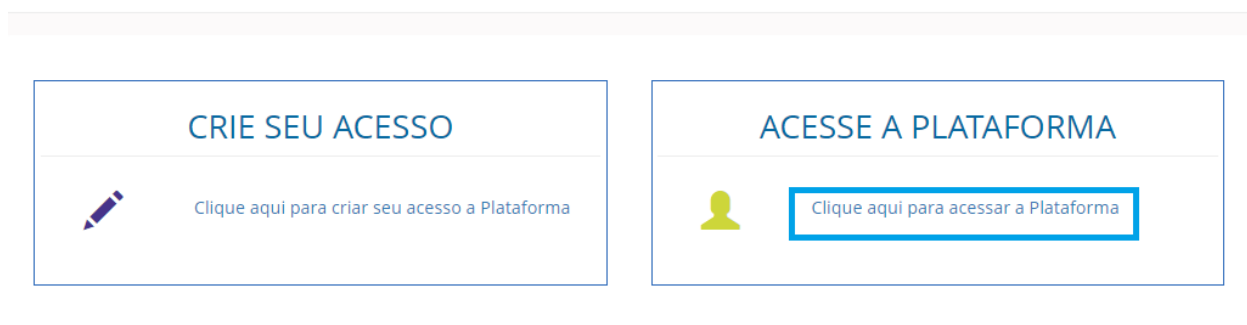 CRIE SEU ACESSO
Clique aqui para criar seu acesso a Plataforma
ACESSE A PLATAFORMA
Clique aqui para acessar a Plataforma